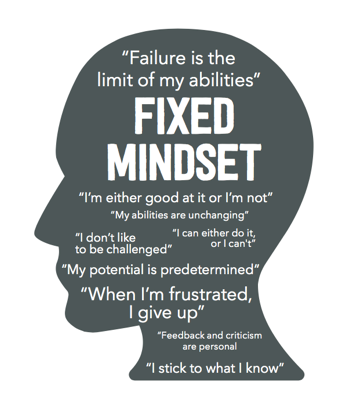 “Failure is the
limit of my abilities”
FIXED
MINDSET
“I’m either good at it or I’m not”
“My abilities are unchanging”
“I don’t like
to be challenged”
“I can either do it,
or I can't”
“My potential is predetermined”
“When I’m frustrated,
I give up”
“Feedback and criticism
are personal
“I stick to what I know”